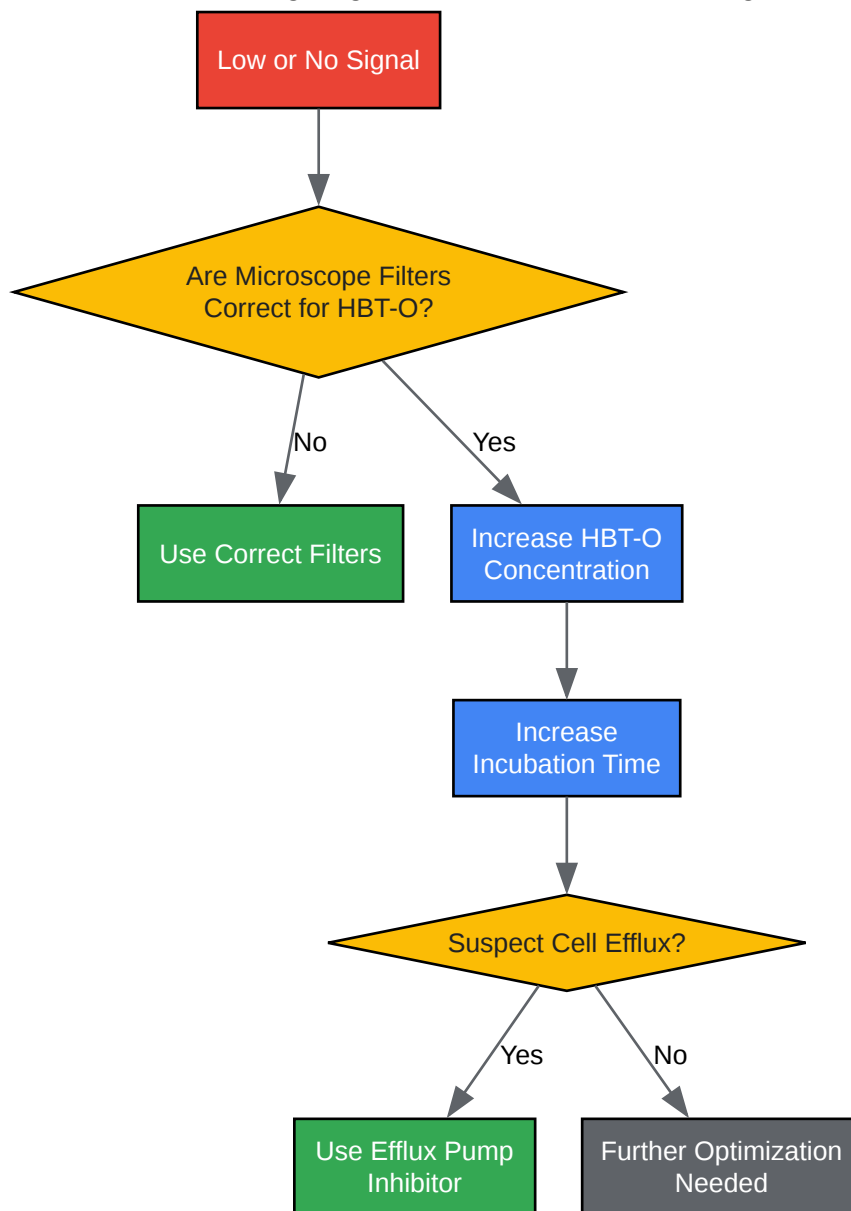 Low or No Signal
Are Microscope Filters
Correct for HBT-O?
No
Yes
Use Correct Filters
Increase HBT-O
Concentration
Increase
Incubation Time
Suspect Cell Efflux?
Yes
No
Use Efflux Pump
Inhibitor
Further Optimization
Needed